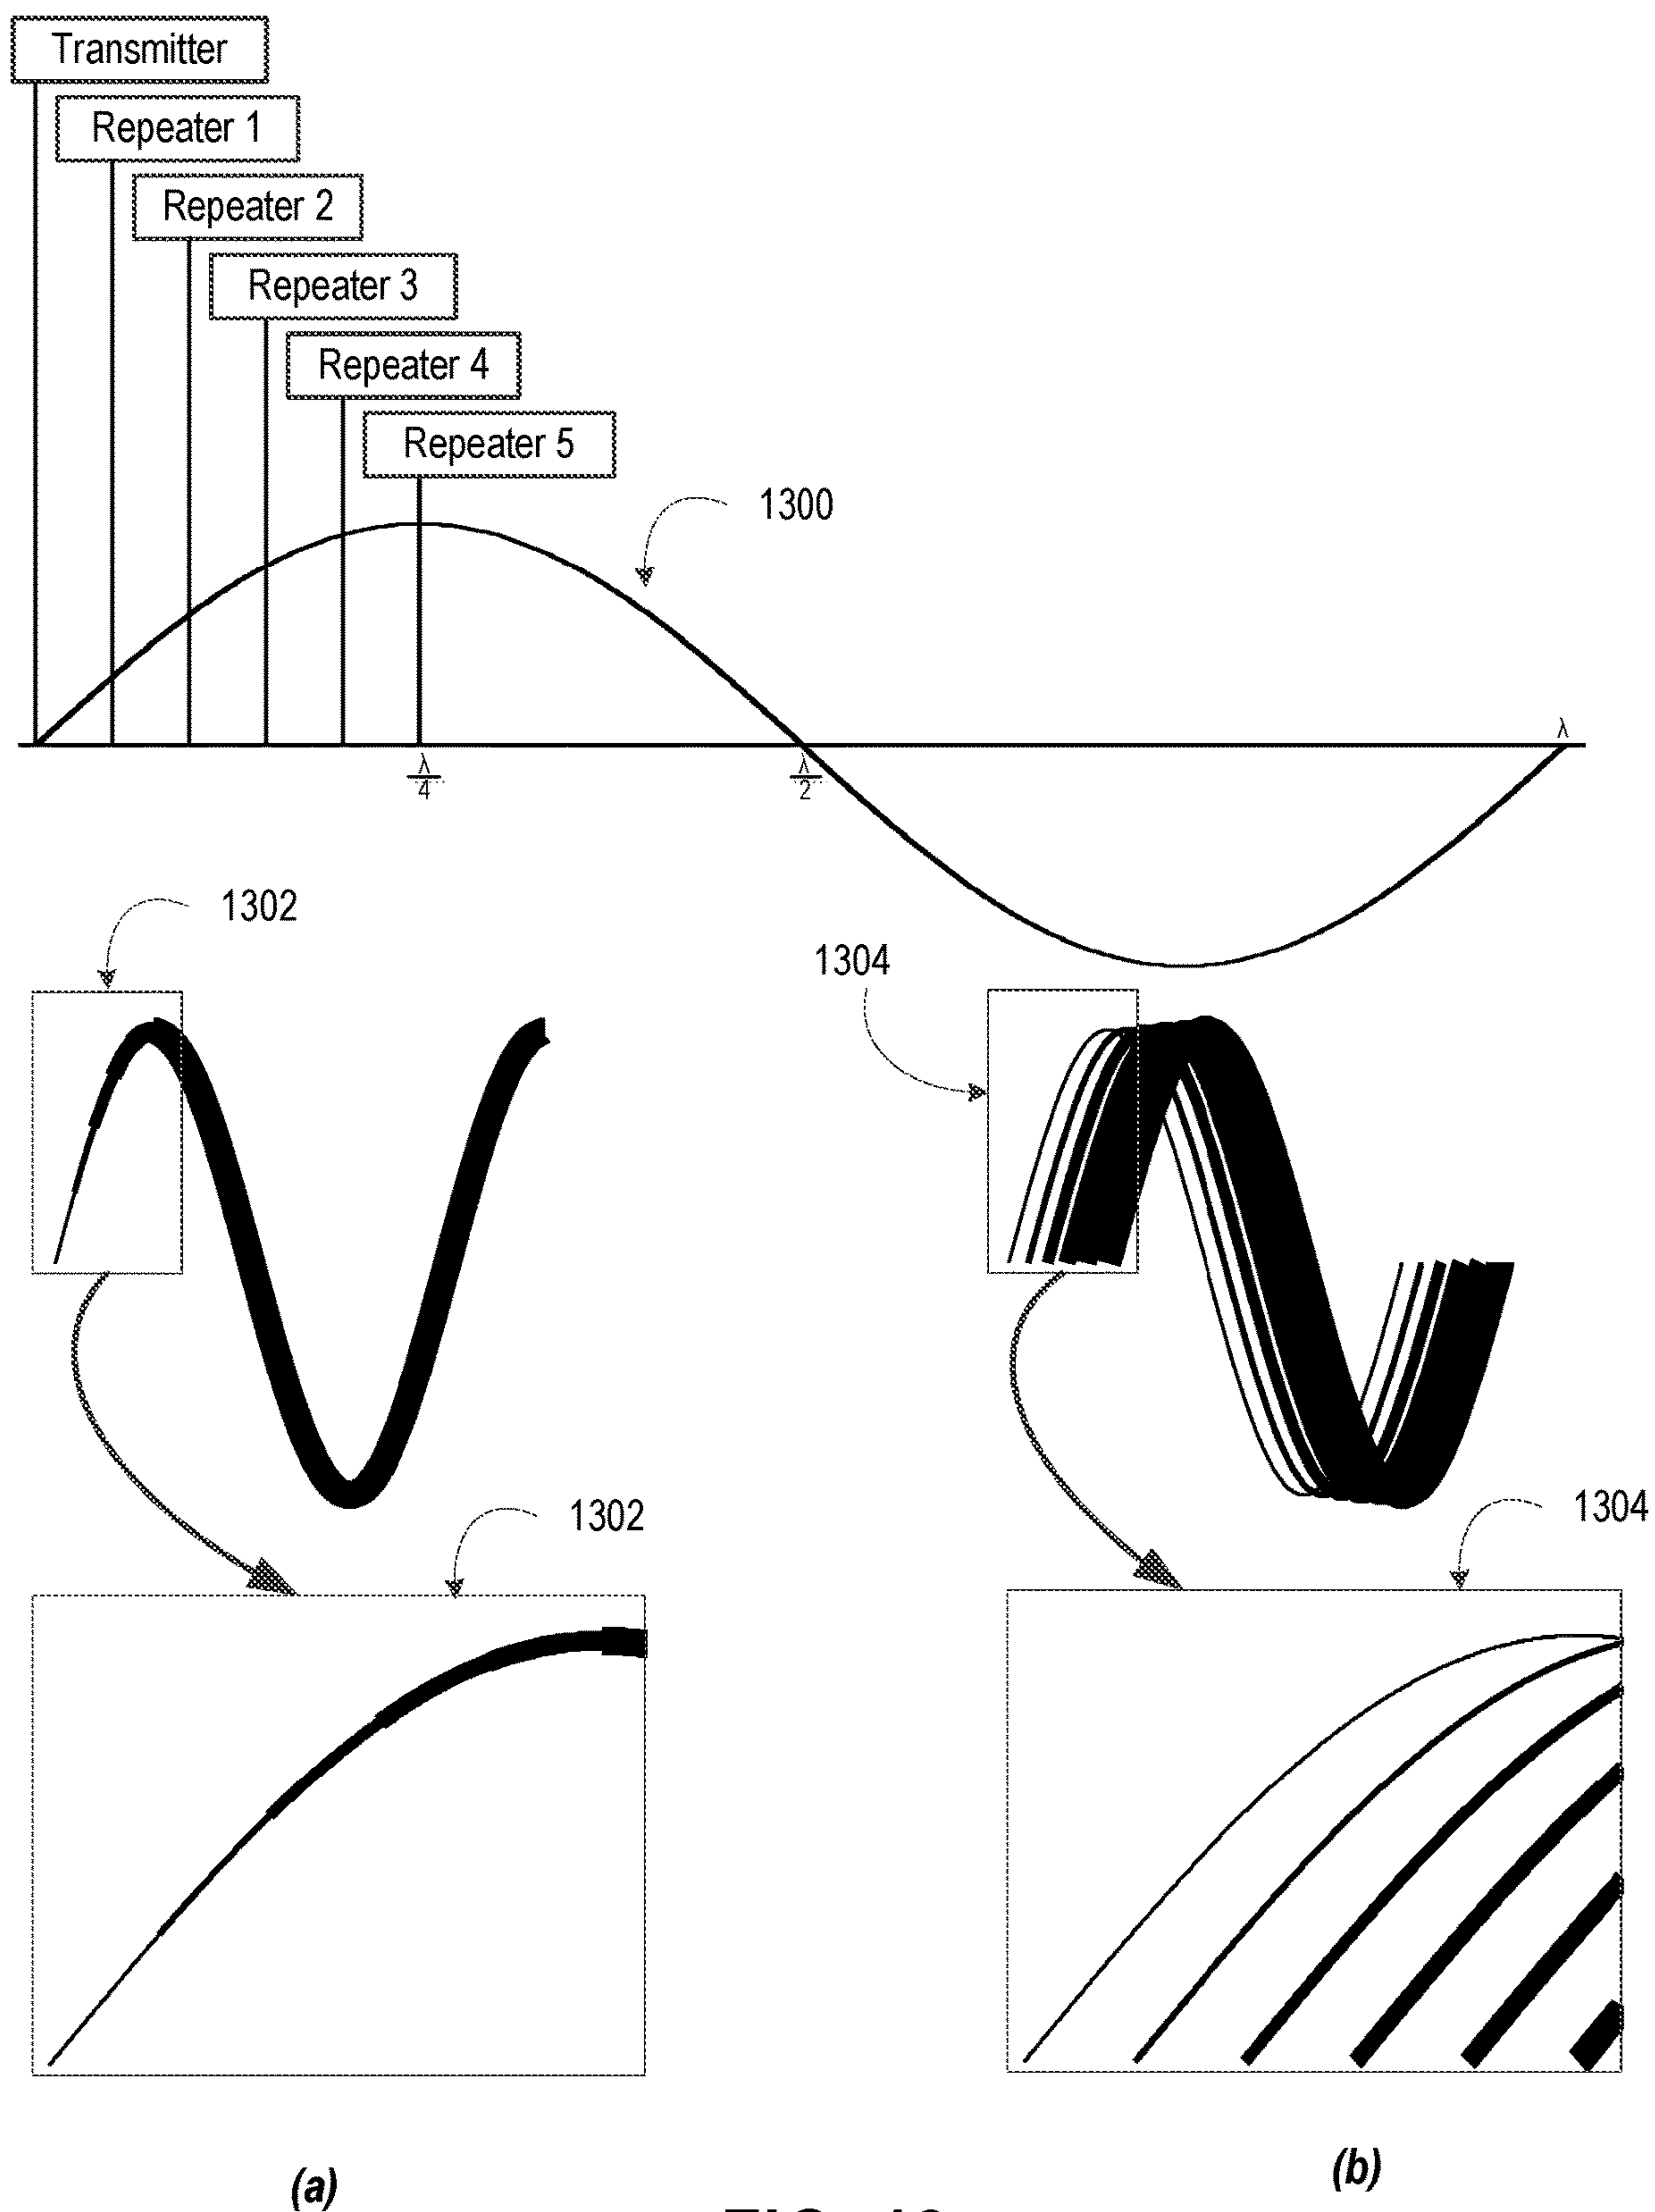 Transmitter
Repeater 1
Repeater 2
Repeater 3
Repeater 4
Repeater 5
1300
λ
λ
4
λ
2
1302
1304
1302
1304
(b)
(a)